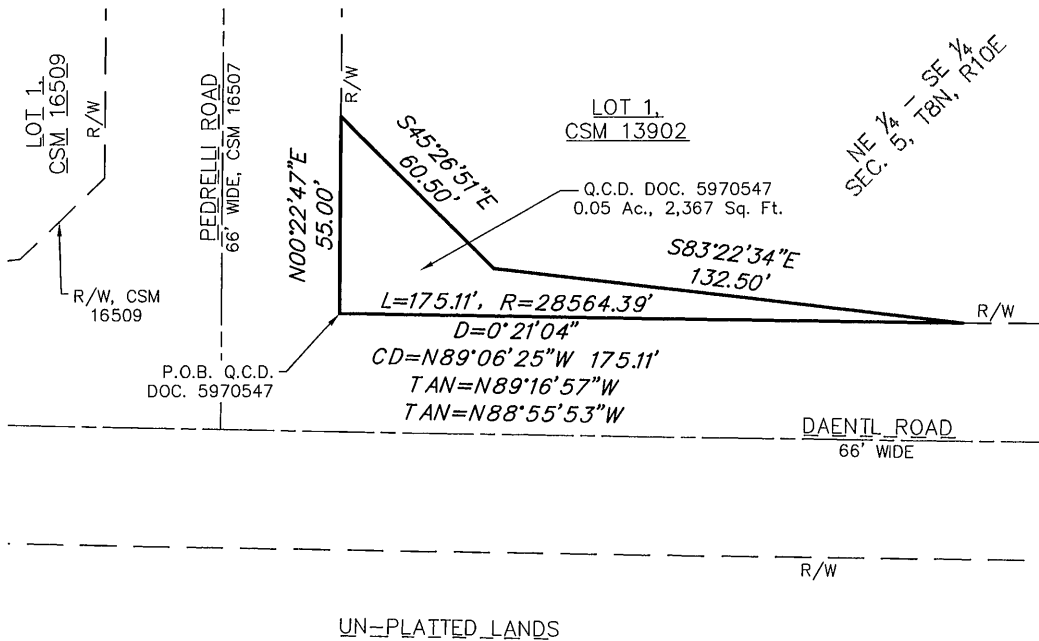 LOT 1,
CSM 16509
R/W
PEDRELLI ROAD
66' WIDE, CSM 16507
R/W
LOT 1,
CSM 13902
NE ¼ - SE ¼
SEC. 5, T8N, R10E
S45°26'51"E
60.50'
Q.C.D. DOC. 5970547
0.05 Ac., 2,367 Sq. Ft.
N00°22'47"E
55.00'
S83°22'34"E
132.50'
R/W, CSM
16509
L=175.11', R=28564.39'
R/W
D=0°21'04"
CD=N89°06'25"W 175.11'
TAN=N89°16'57"W
TAN=N88°55'53"W
P.O.B. Q.C.D.
DOC. 5970547
DAENTL ROAD
66' WIDE
R/W
UN-PLATTED LANDS